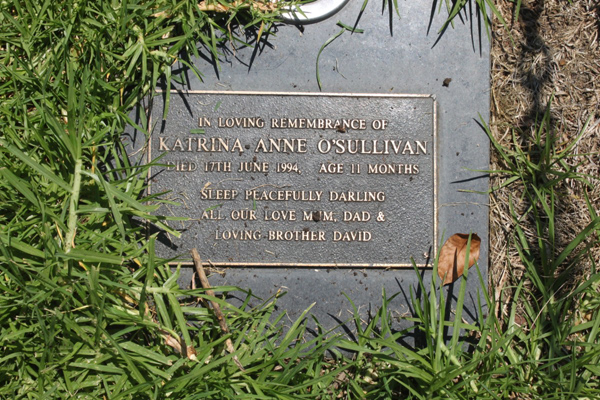 IN LOVING REMEMBRANCE OF
KATRINA ANNE O'SULLIVAN
DIED 17TH JUNE 1994, AGE 11 MONTHS
SLEEP PEACEFULLY DARLING
ALL OUR LOVE MUM, DAD &
LOVING BROTHER DAVID